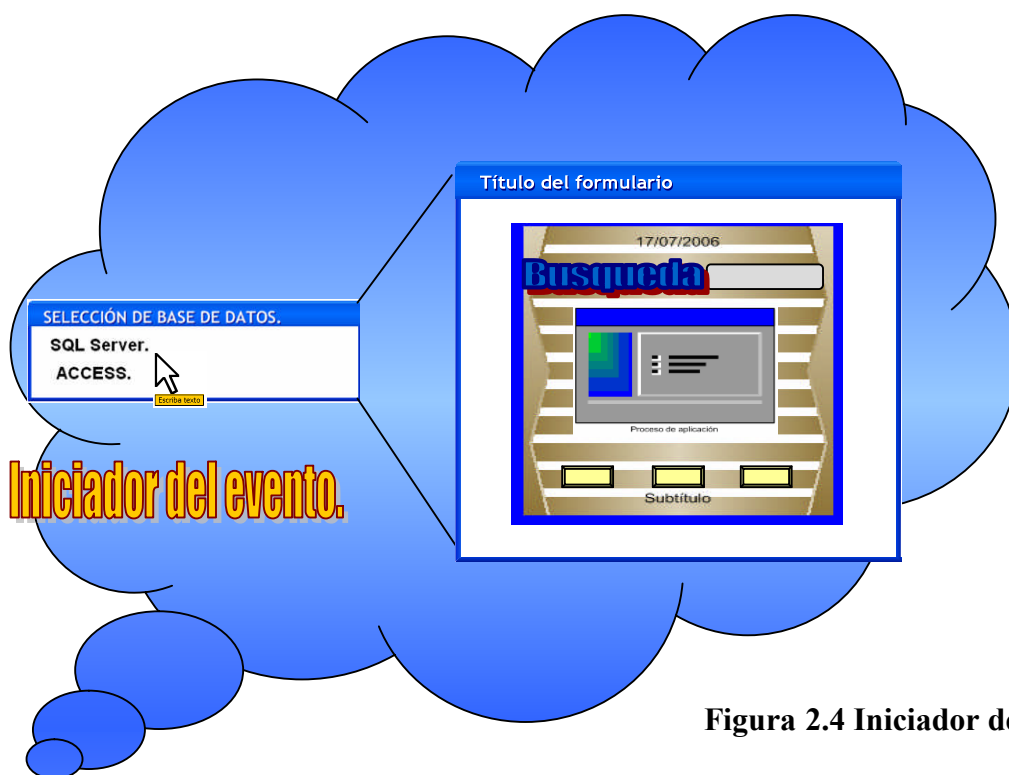 Título del formulario
17/07/2006
Busqueda
SELECCIÓN DE BASE DE DATOS.
SQL Server.
ACCESS.
Escriba texto
Proceso de aplicación
Iniciador del evento.
Subtítulo
Figura 2.4 Iniciador